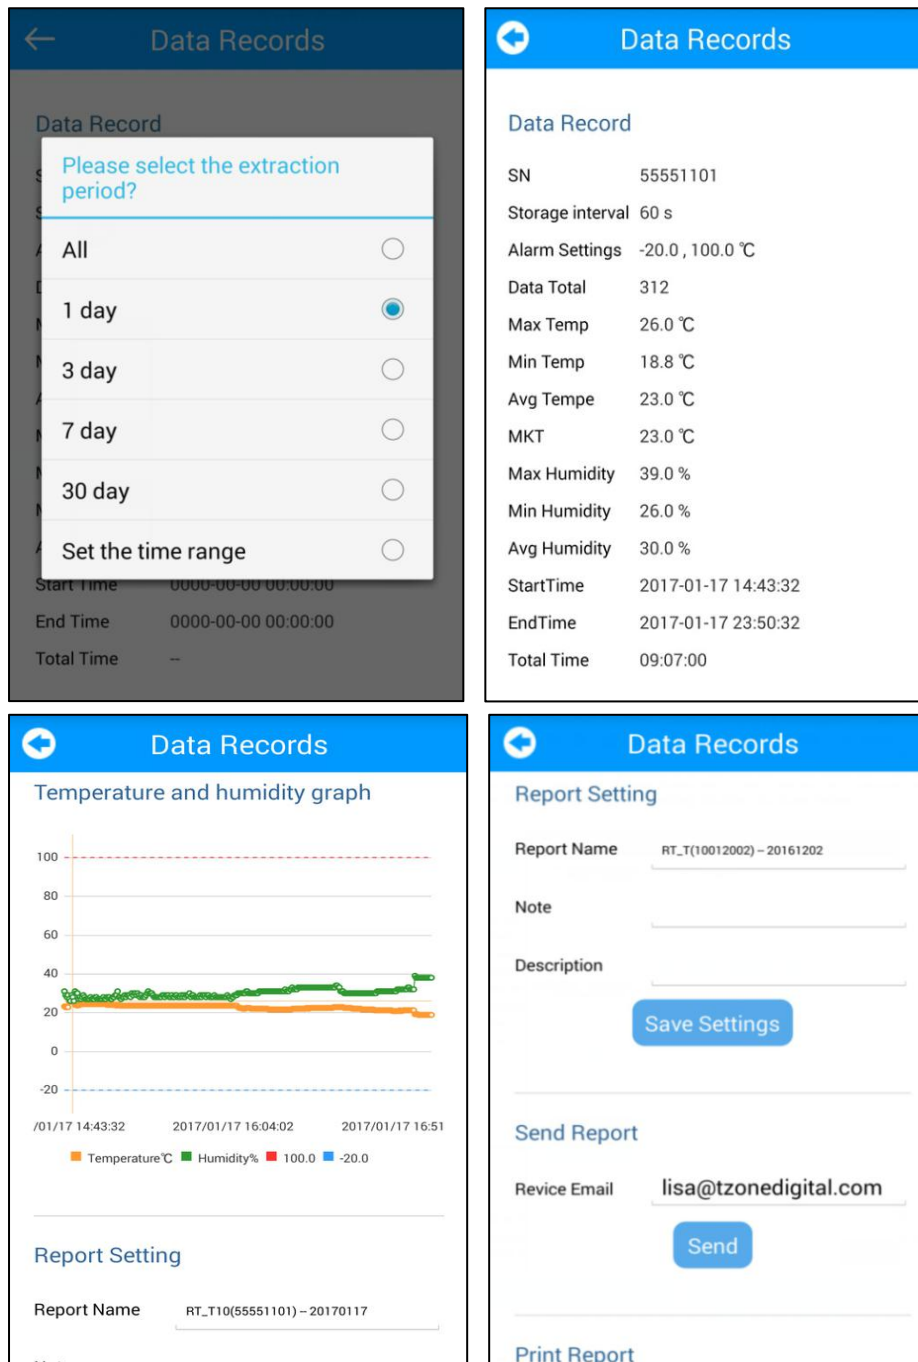 Data Records
Data Record
Please select the extraction
period?
All
1 day
3 day
7 day
30 day
Set the time range
Start Time 0000-00-00 00:00:00
End Time 0000-00-00 00:00:00
Total Time --
Data Records
Data Record
SN 55551101
Storage interval 60 s
Alarm Settings -20.0 , 100.0 ℃
Data Total 312
Max Temp 26.0 ℃
Min Temp 18.8 ℃
Avg Tempe 23.0 ℃
MKT 23.0 ℃
Max Humidity 39.0 %
Min Humidity 26.0 %
Avg Humidity 30.0 %
StartTime 2017-01-17 14:43:32
EndTime 2017-01-17 23:50:32
Total Time 09:07:00
Data Records
Temperature and humidity graph
100
80
60
40
20
0
-20
/01/17 14:43:32 2017/01/17 16:04:02 2017/01/17 16:51
Temperature℃ Humidity% 100.0 -20.0
Report Setting
Report Name RT_T10(55551101) -- 20170117
Data Records
Report Setting
Report Name RT_T(10012002) -- 20161202
Note
Description
Save Settings
Send Report
Revice Email lisa@tzonedigital.com
Send
Print Report